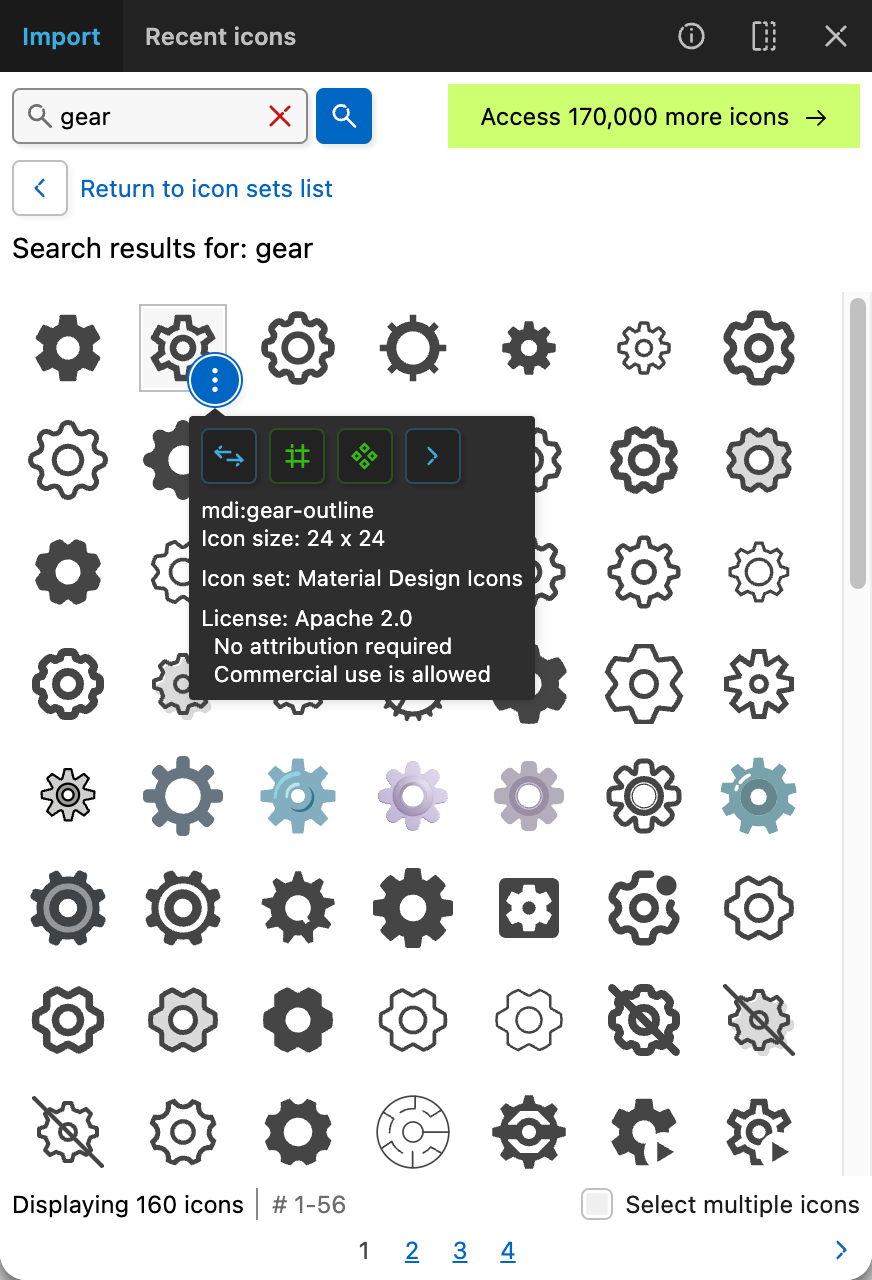 Import
Recent icons
gear
Access 170,000 more icons →
Return to icon sets list
Search results for: gear
mdi:gear-outline
Icon size: 24 x 24
Icon set: Material Design Icons
License: Apache 2.0
No attribution required
Commercial use is allowed
Displaying 160 icons
# 1-56
Select multiple icons
1 2 3 4